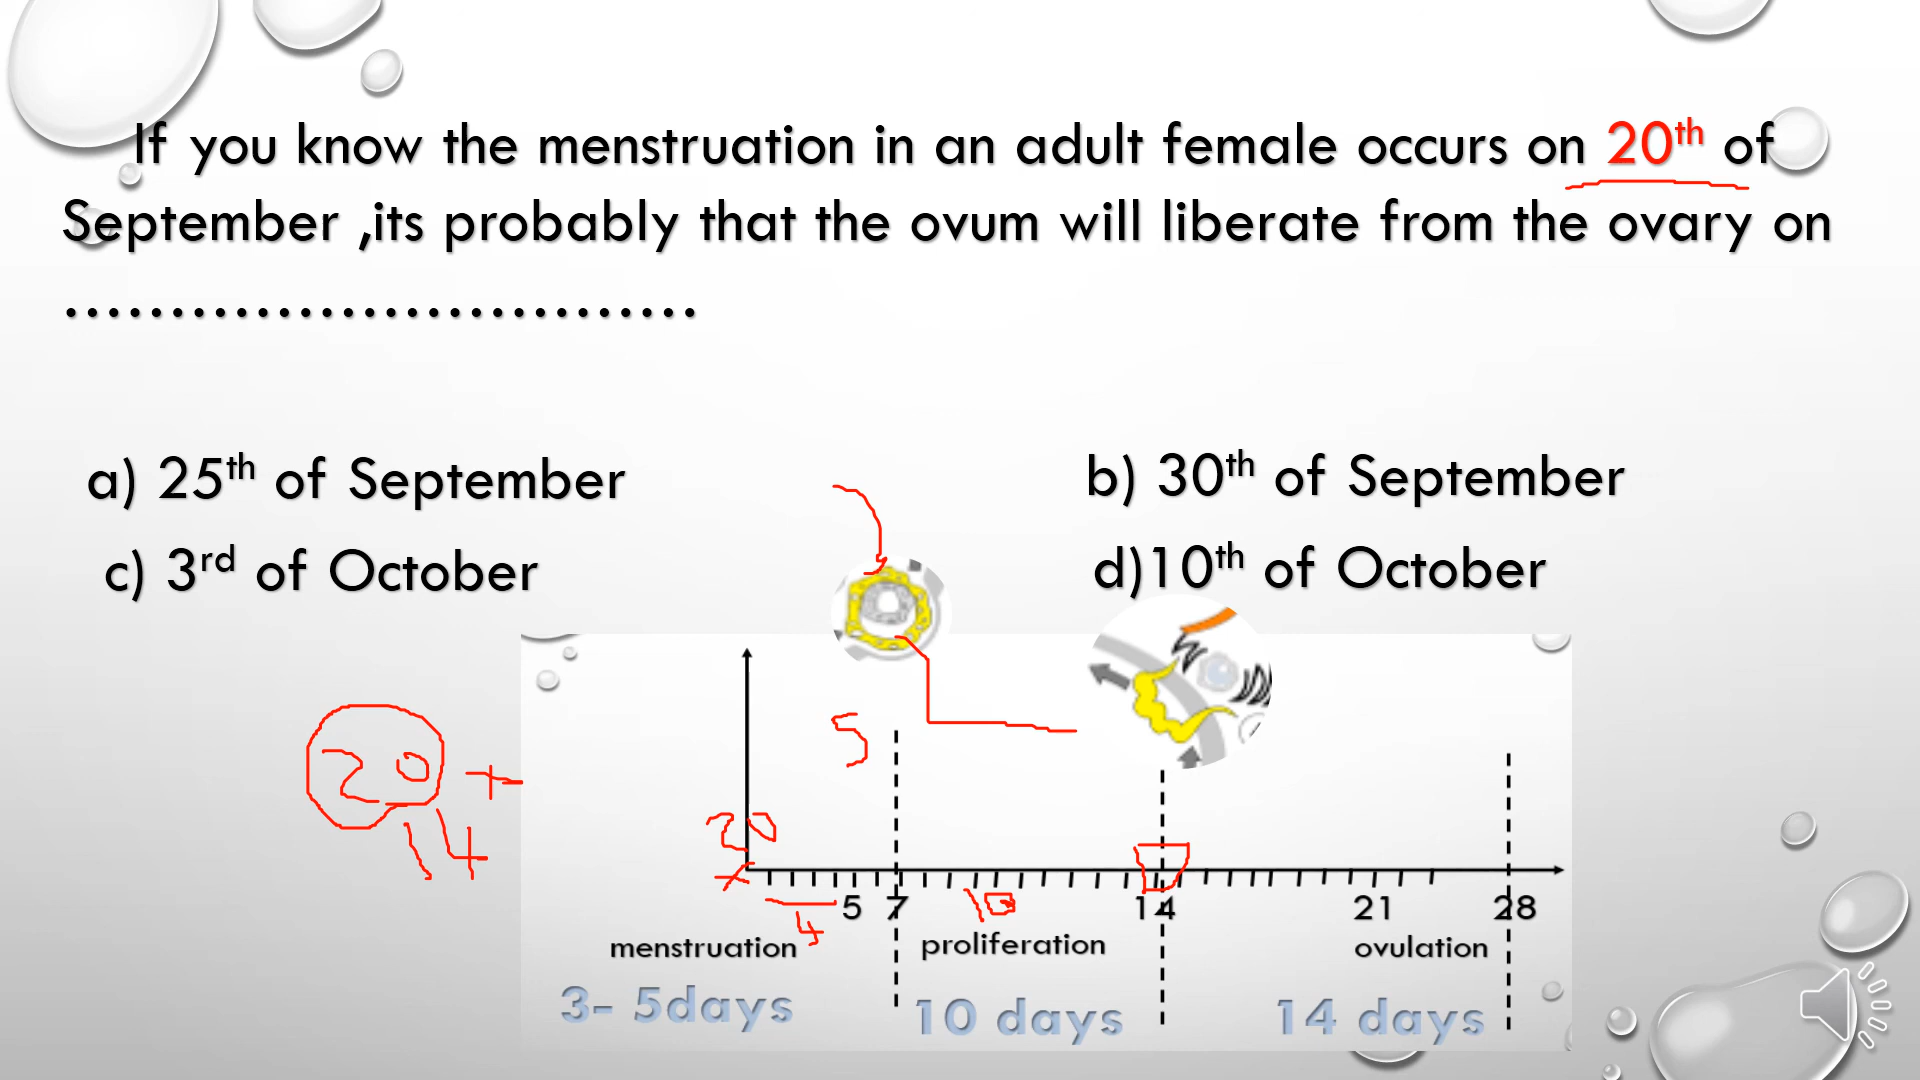 If you know the menstruation in an adult female occurs on 20th of
September ,its probably that the ovum will liberate from the ovary on
..............................
a) 25th of September
b) 30th of September
c) 3rd of October
d)10th of October
5
20 +
14
20
5 7 10 14 21 28
4
menstruation proliferation ovulation
3- 5days 10 days 14 days